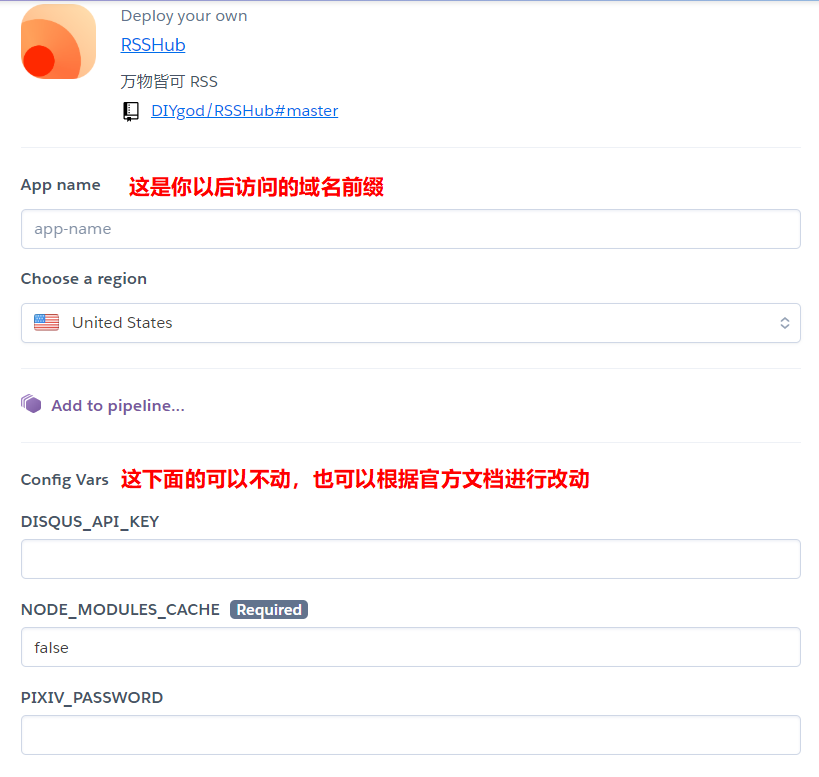 Deploy your own
RSSHub
万物皆可 RSS
DIYgod/RSSHub#master
App name 这是你以后访问的域名前缀
app-name
Choose a region
United States
Add to pipeline...
Config Vars 这下面的可以不动，也可以根据官方文档进行改动
DISQUS_API_KEY
NODE_MODULES_CACHE Required
false
PIXIV_PASSWORD